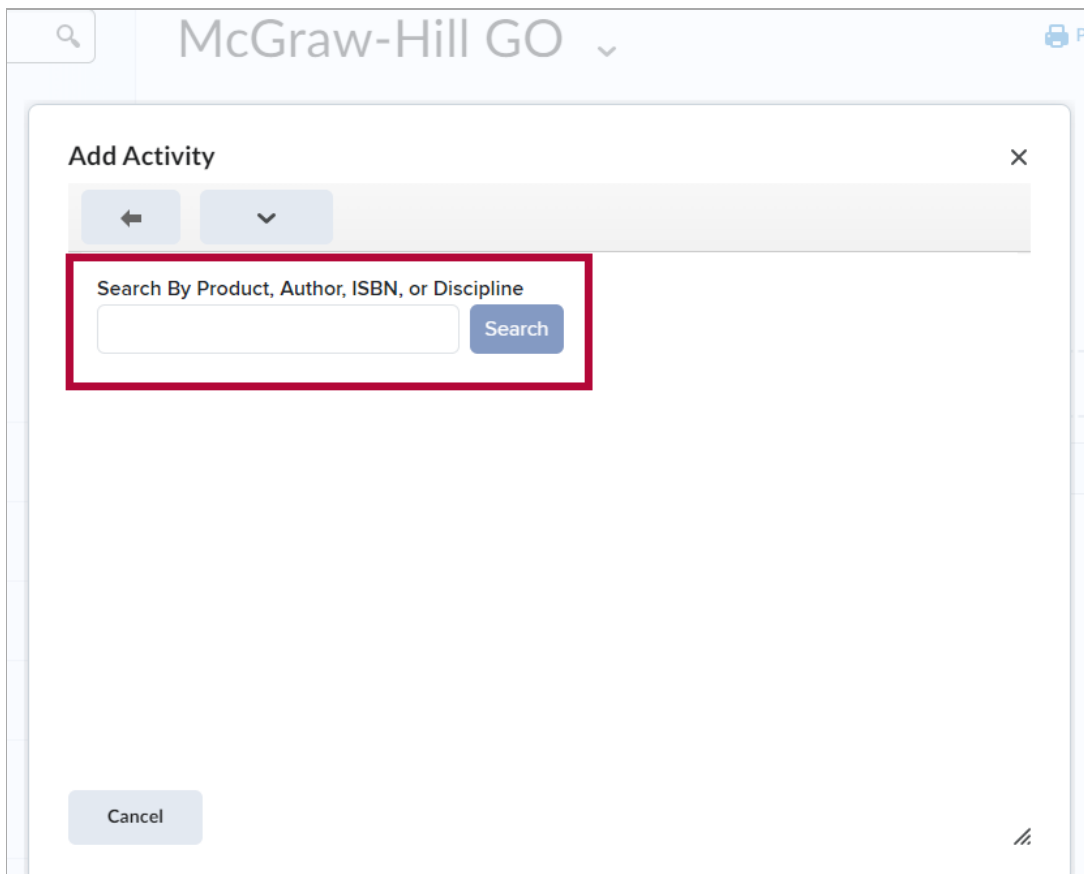 McGraw-Hill GO
Add Activity
Search By Product, Author, ISBN, or Discipline
Search
Cancel